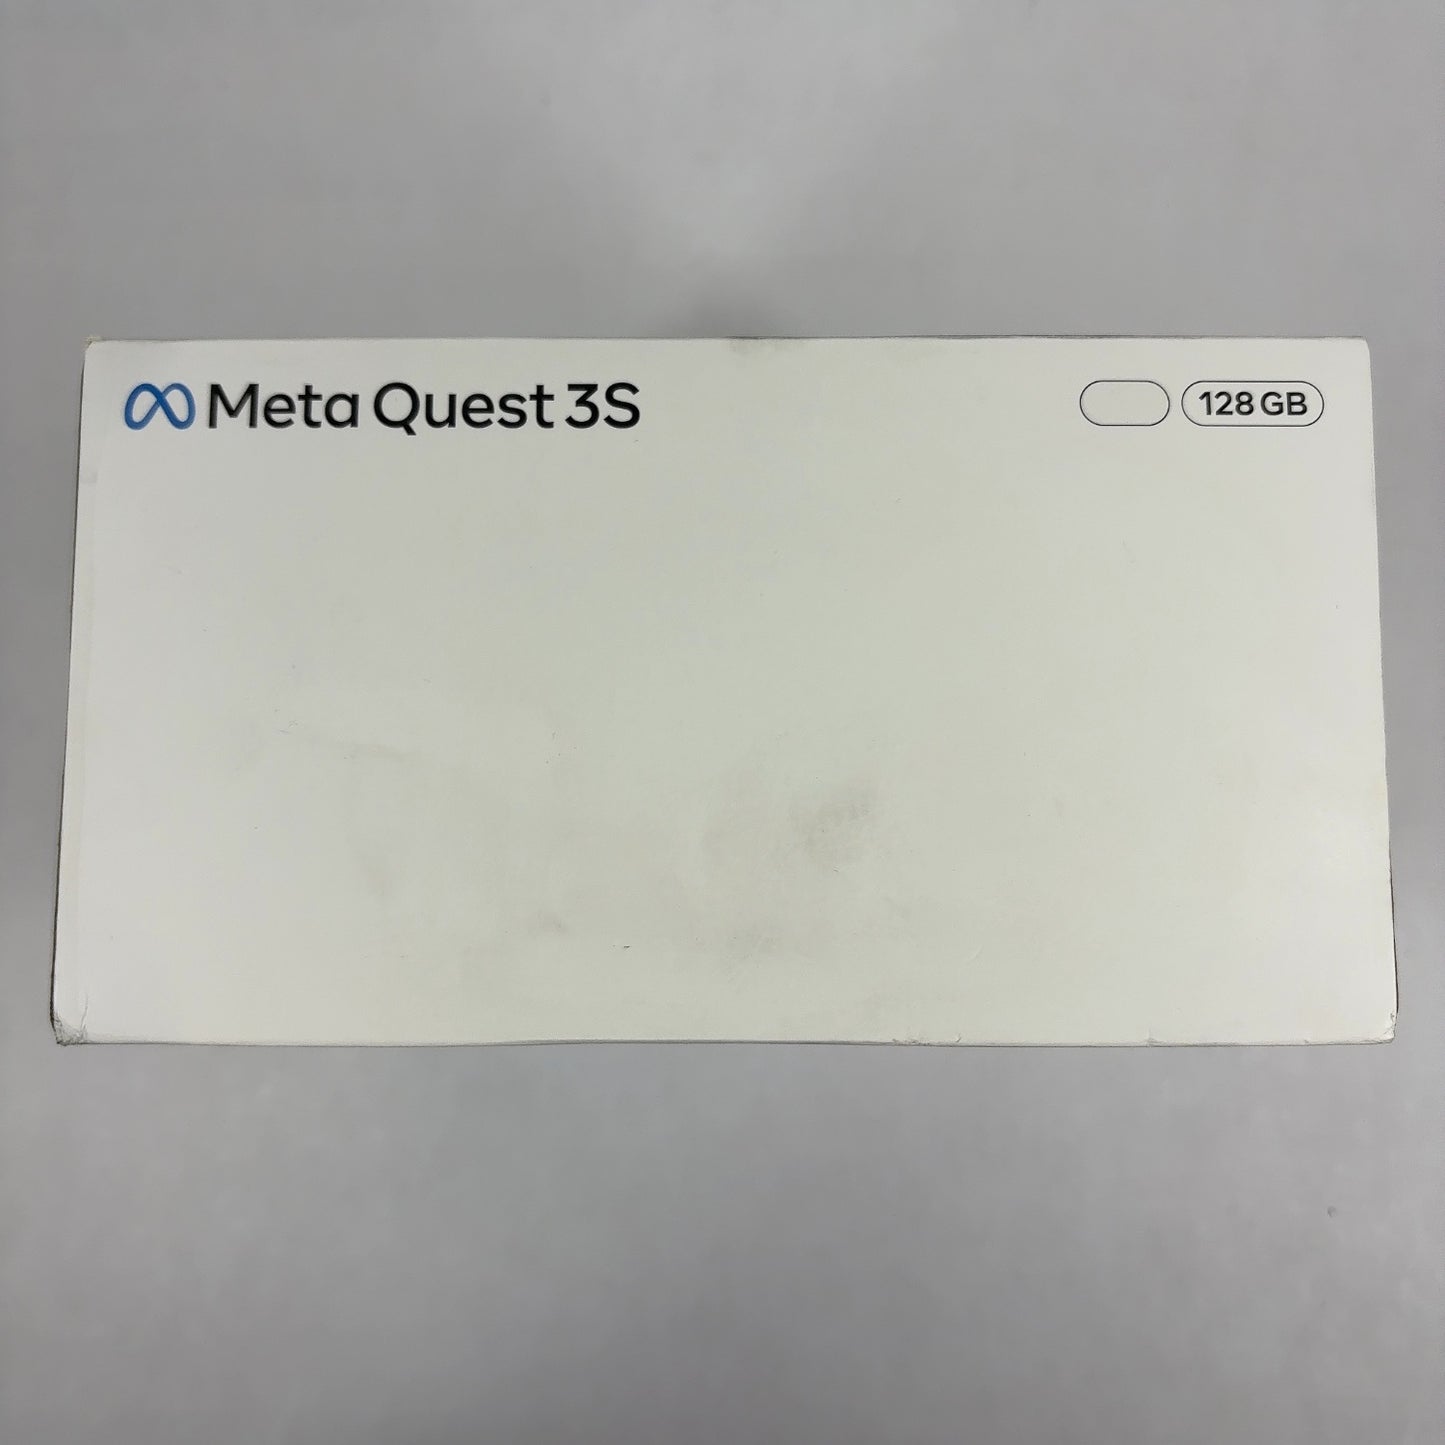 Meta Quest 3S
128 GB